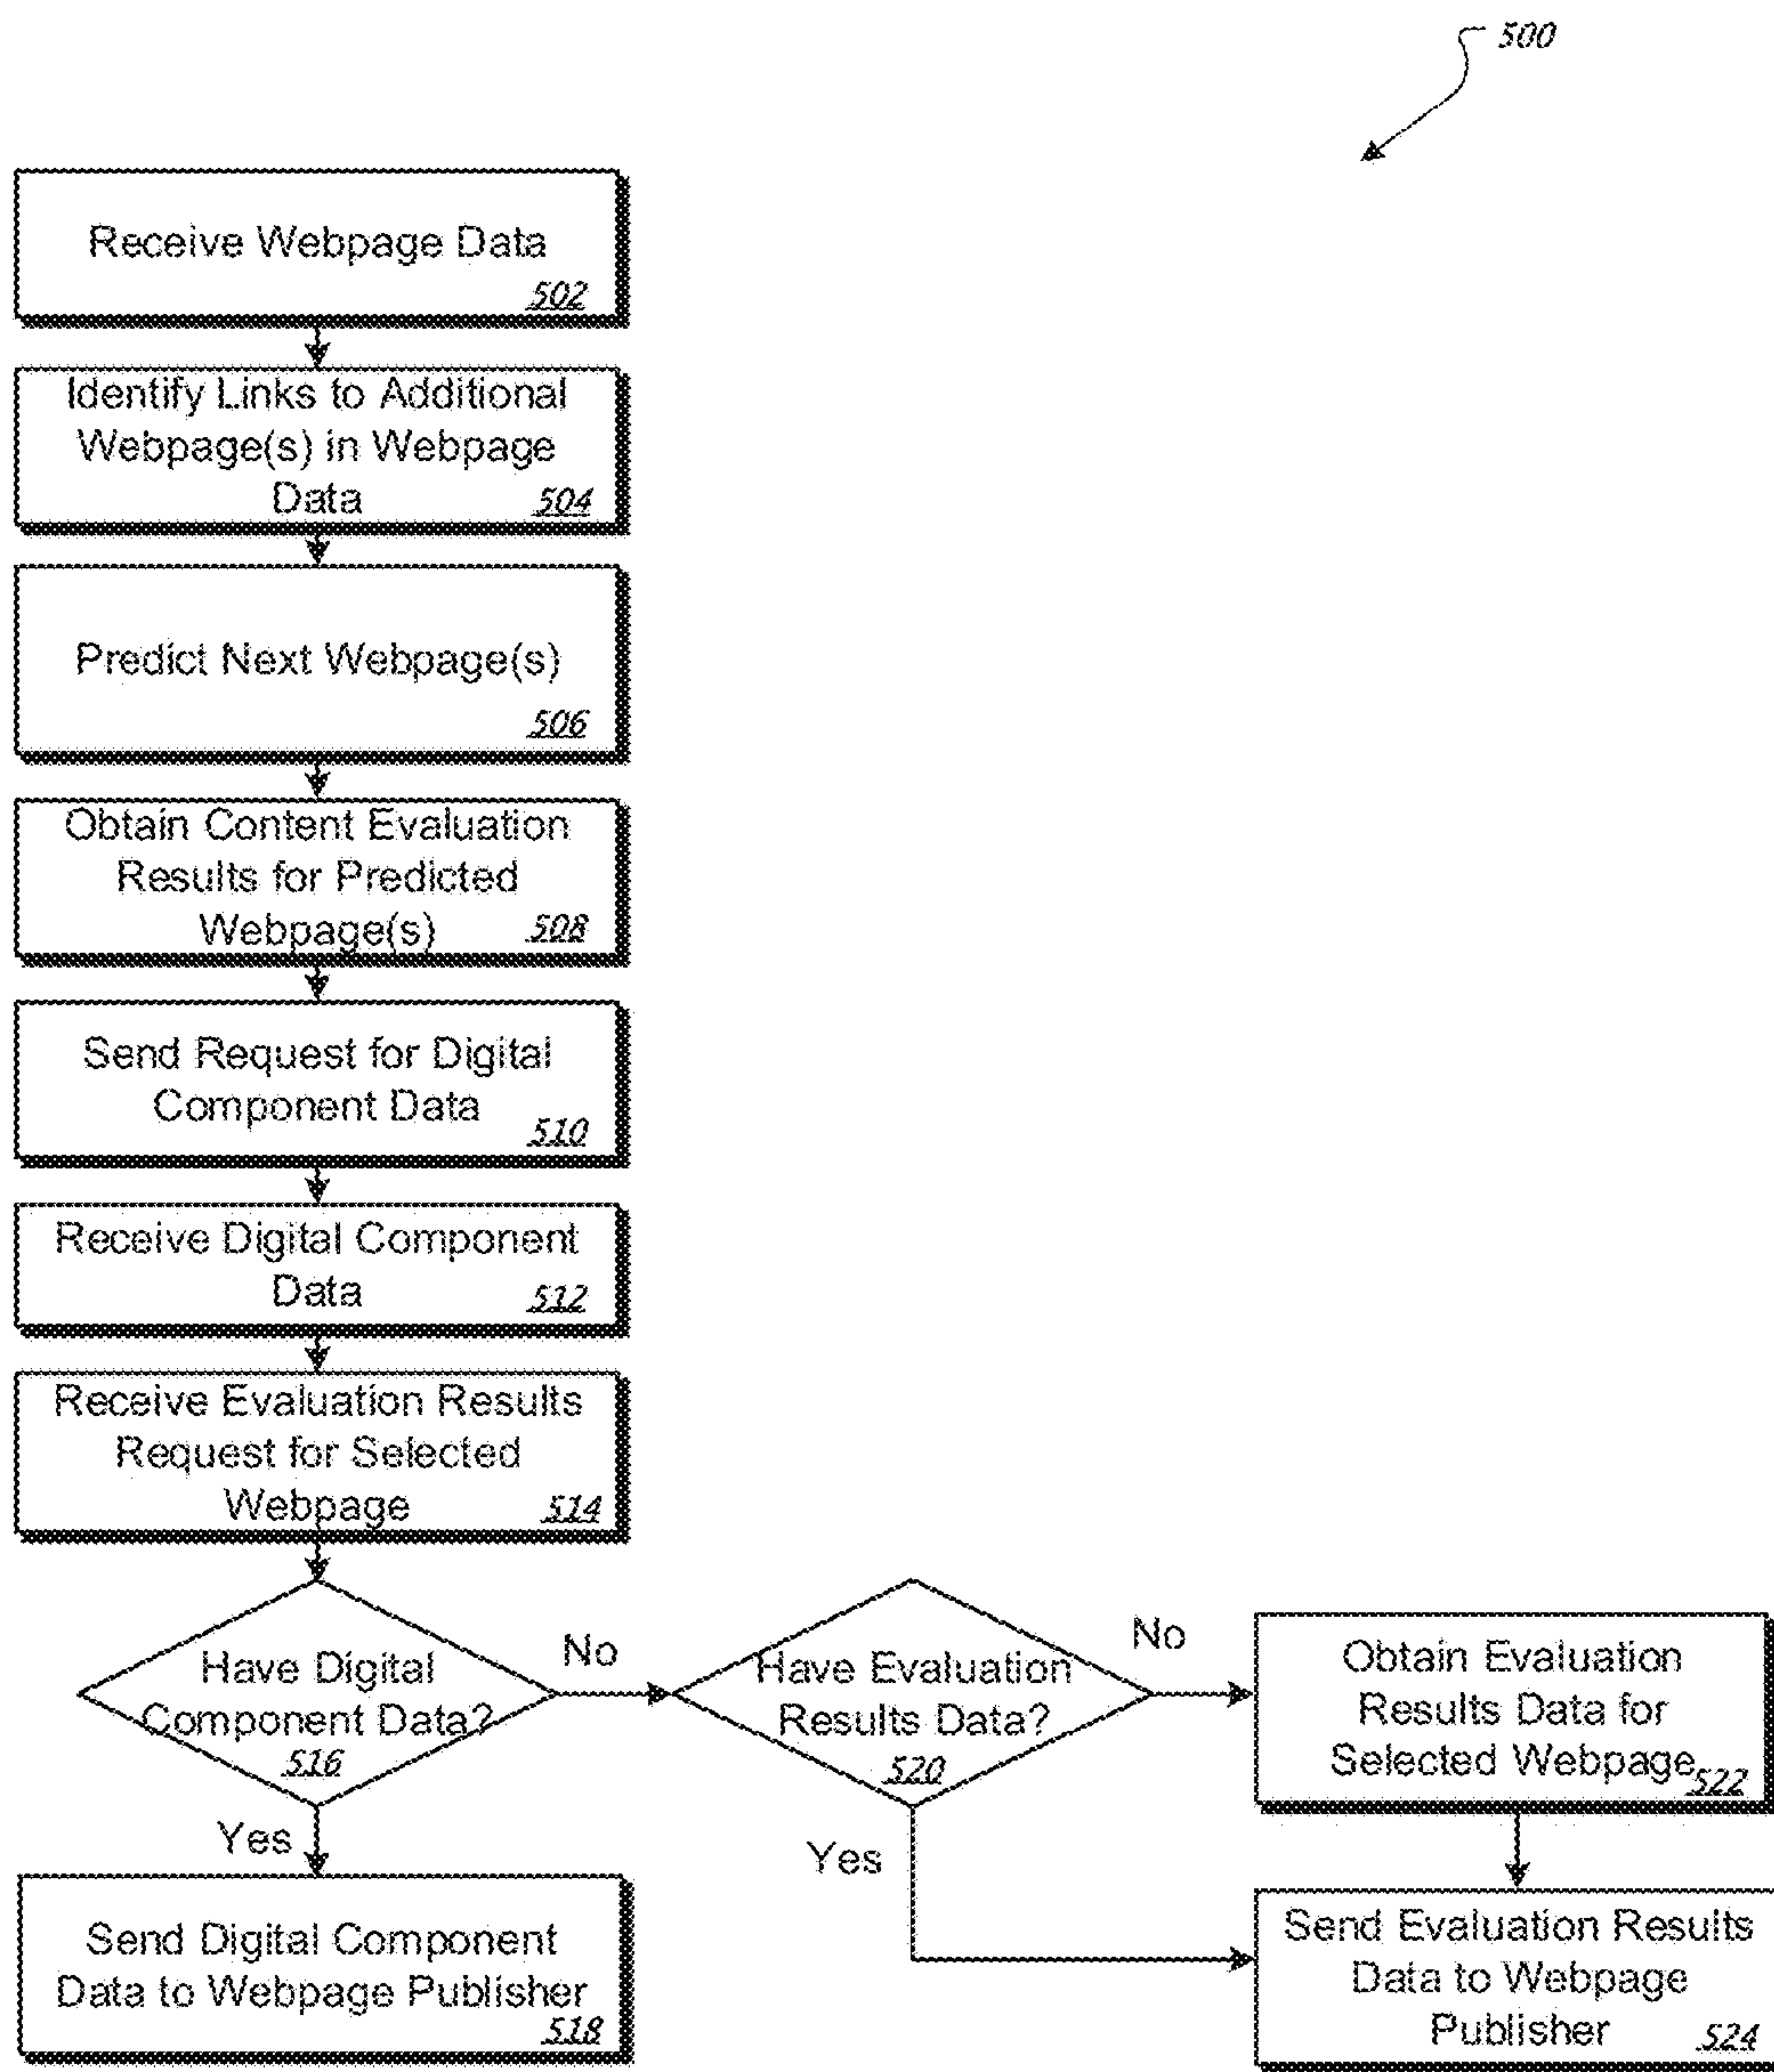 500
Receive Webpage Data
502
Identify Links to Additional
Webpage(s) in Webpage
Data 504
Predict Next Webpage(s)
506
Obtain Content Evaluation
Results for Predicted
Webpage(s) 508
Send Request for Digital
Component Data
510
Receive Digital Component
Data 512
Receive Evaluation Results
Request for Selected
Webpage 514
Have Digital
Component Data?
516
No
Yes
Send Digital Component
Data to Webpage Publisher
518
Have Evaluation
Results Data?
520
No
Yes
Obtain Evaluation
Results Data for
Selected Webpage
522
Send Evaluation Results
Data to Webpage
Publisher 524